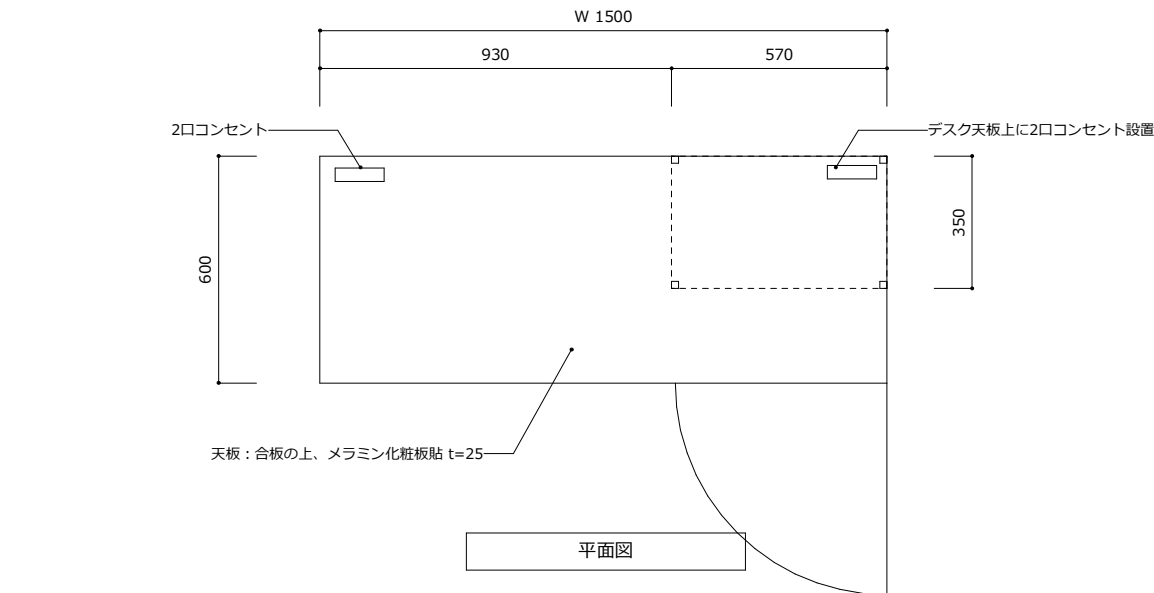 W 1500
930
570
2口コンセント
デスク天板上に2口コンセント設置
600
350
天板：合板の上、メラミン化粧板貼 t=25
平面図